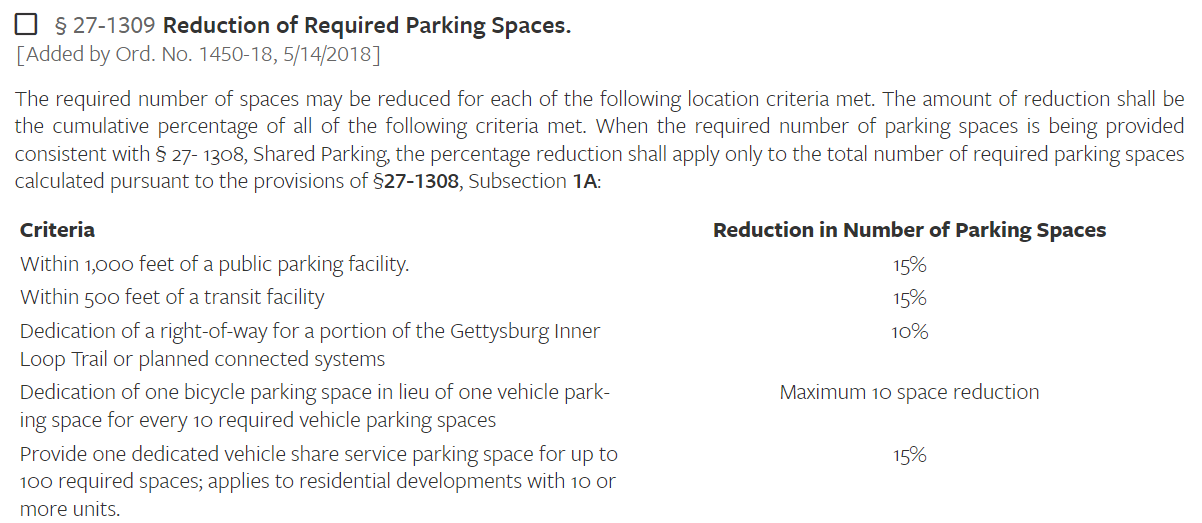 § 27-1309 Reduction of Required Parking Spaces.
[Added by Ord. No. 1450-18, 5/14/2018]
The required number of spaces may be reduced for each of the following location criteria met. The amount of reduction shall be
the cumulative percentage of all of the following criteria met. When the required number of parking spaces is being provided
consistent with § 27- 1308, Shared Parking, the percentage reduction shall apply only to the total number of required parking spaces
calculated pursuant to the provisions of §27-1308, Subsection 1A:
Criteria Reduction in Number of Parking Spaces
Within 1,000 feet of a public parking facility. 15%
Within 500 feet of a transit facility 15%
Dedication of a right-of-way for a portion of the Gettysburg Inner 10%
Loop Trail or planned connected systems
Dedication of one bicycle parking space in lieu of one vehicle park- Maximum 10 space reduction
ing space for every 10 required vehicle parking spaces
Provide one dedicated vehicle share service parking space for up to 15%
100 required spaces; applies to residential developments with 10 or
more units.